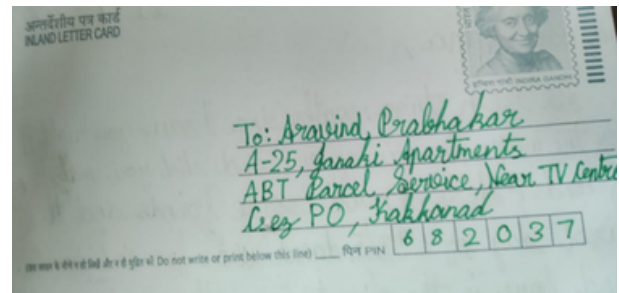 अन्तर्देशीय पत्र कार्ड
INLAND LETTER CARD
INDIRA GANDHI
To: Aravind Prabhakar
A-25, Janaki Apartments
ABT Parcel Service, Near TV Centre
Csez PO, Kakkanad
पिन PIN 6 8 2 0 3 7
Do not write or print below this line)